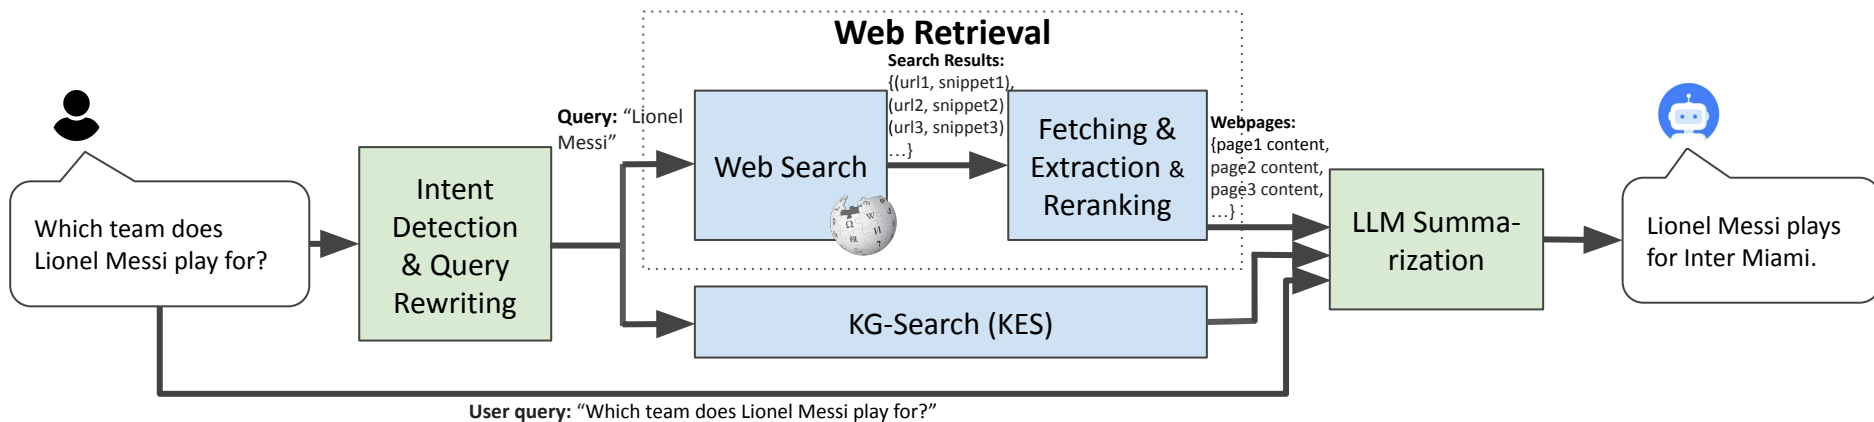 Web Retrieval
Which team does
Lionel Messi play for?
Intent
Detection
& Query
Rewriting
Query: “Lionel
Messi”
Web Search
Search Results:
{(url1, snippet1),
(url2, snippet2)
(url3, snippet3)
...}
Fetching &
Extraction &
Reranking
Webpages:
{page1 content,
page2 content,
page3 content,
...}
KG-Search (KES)
LLM Summa-
rization
Lionel Messi plays
for Inter Miami.
User query: “Which team does Lionel Messi play for?”